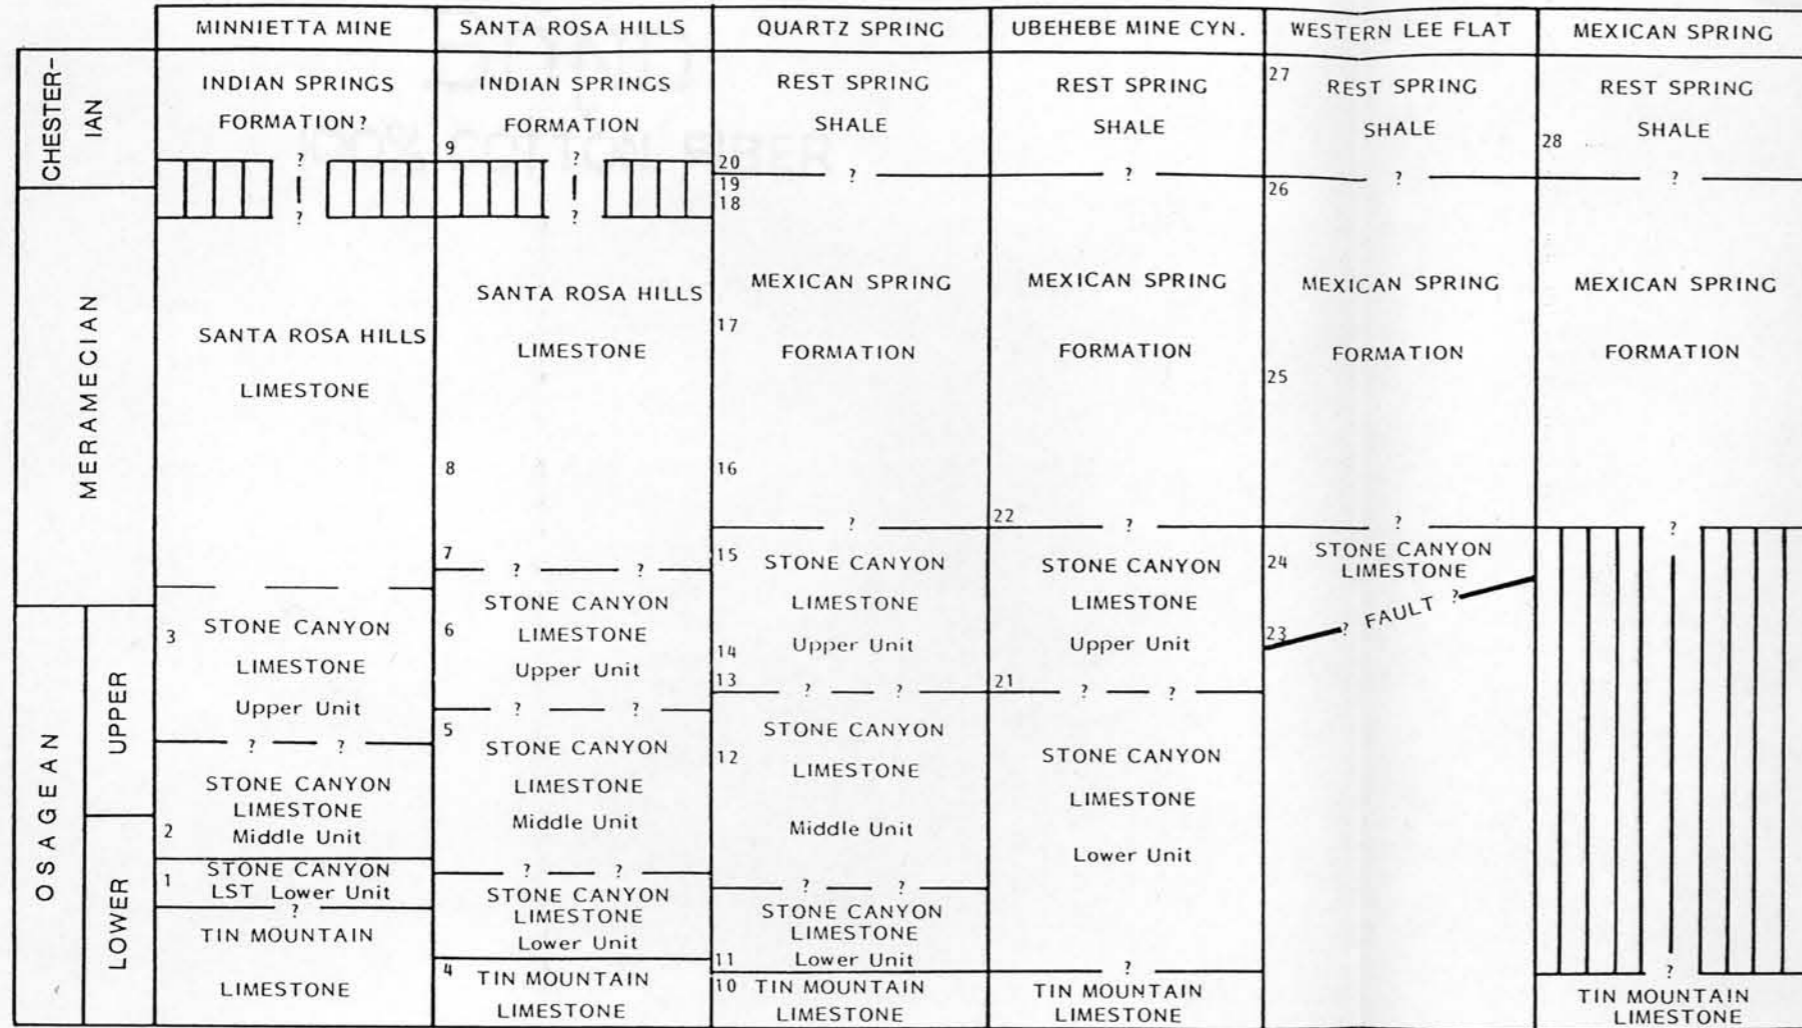 MINNIETTA MINE
SANTA ROSA HILLS
QUARTZ SPRING
UBEHEBE MINE CYN.
WESTERN LEE FLAT
MEXICAN SPRING
CHESTER-
IAN
MERAMECIAN
OSAGEAN
UPPER
LOWER
INDIAN SPRINGS
FORMATION?
?
?
SANTA ROSA HILLS
LIMESTONE
3
STONE CANYON
LIMESTONE
Upper Unit
? ?
STONE CANYON
LIMESTONE
2
Middle Unit
1
STONE CANYON
LST Lower Unit
?
TIN MOUNTAIN
LIMESTONE
INDIAN SPRINGS
FORMATION
9
?
?
SANTA ROSA HILLS
LIMESTONE
8
7
? ?
STONE CANYON
6
LIMESTONE
Upper Unit
? ?
5
STONE CANYON
LIMESTONE
Middle Unit
? ?
STONE CANYON
LIMESTONE
Lower Unit
4
TIN MOUNTAIN
LIMESTONE
REST SPRING
SHALE
20
?
19
18
MEXICAN SPRING
17
FORMATION
16
?
15
STONE CANYON
LIMESTONE
Upper Unit
14
13
? ?
STONE CANYON
12
LIMESTONE
Middle Unit
? ?
STONE CANYON
LIMESTONE
Lower Unit
11
10
TIN MOUNTAIN
LIMESTONE
REST SPRING
SHALE
?
MEXICAN SPRING
FORMATION
22
?
STONE CANYON
LIMESTONE
Upper Unit
21
? ?
STONE CANYON
LIMESTONE
Lower Unit
?
TIN MOUNTAIN
LIMESTONE
27
REST SPRING
SHALE
?
26
MEXICAN SPRING
FORMATION
25
?
STONE CANYON
24
LIMESTONE
? FAULT ?
23
REST SPRING
SHALE
28
?
MEXICAN SPRING
FORMATION
?
?
TIN MOUNTAIN
LIMESTONE
100% COTTON FIBER